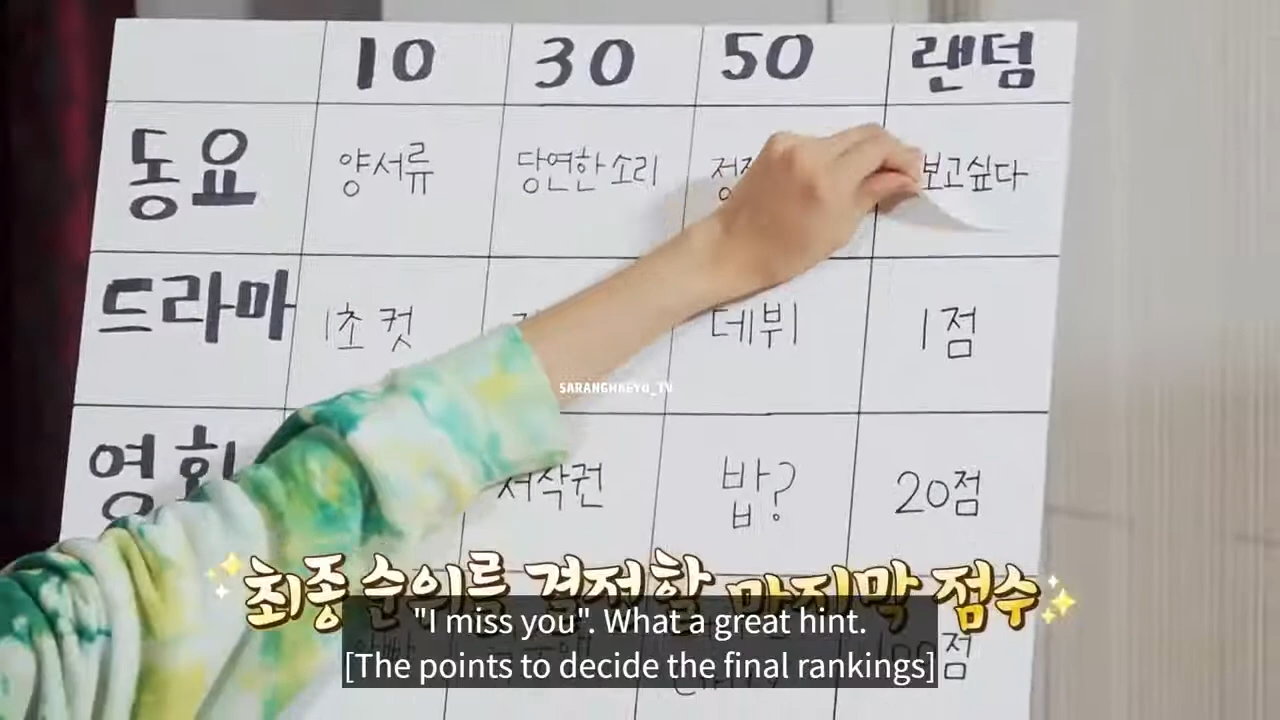 10 30 50 랜덤
동요 양서류 당연한 소리 보고싶다
드라마 1초 컷 데뷔 1점
영화 저작권 밥? 20점
SARANGHAEYO_TV
최종 순위를 결정할 마지막 점수
"I miss you". What a great hint.
[The points to decide the final rankings]